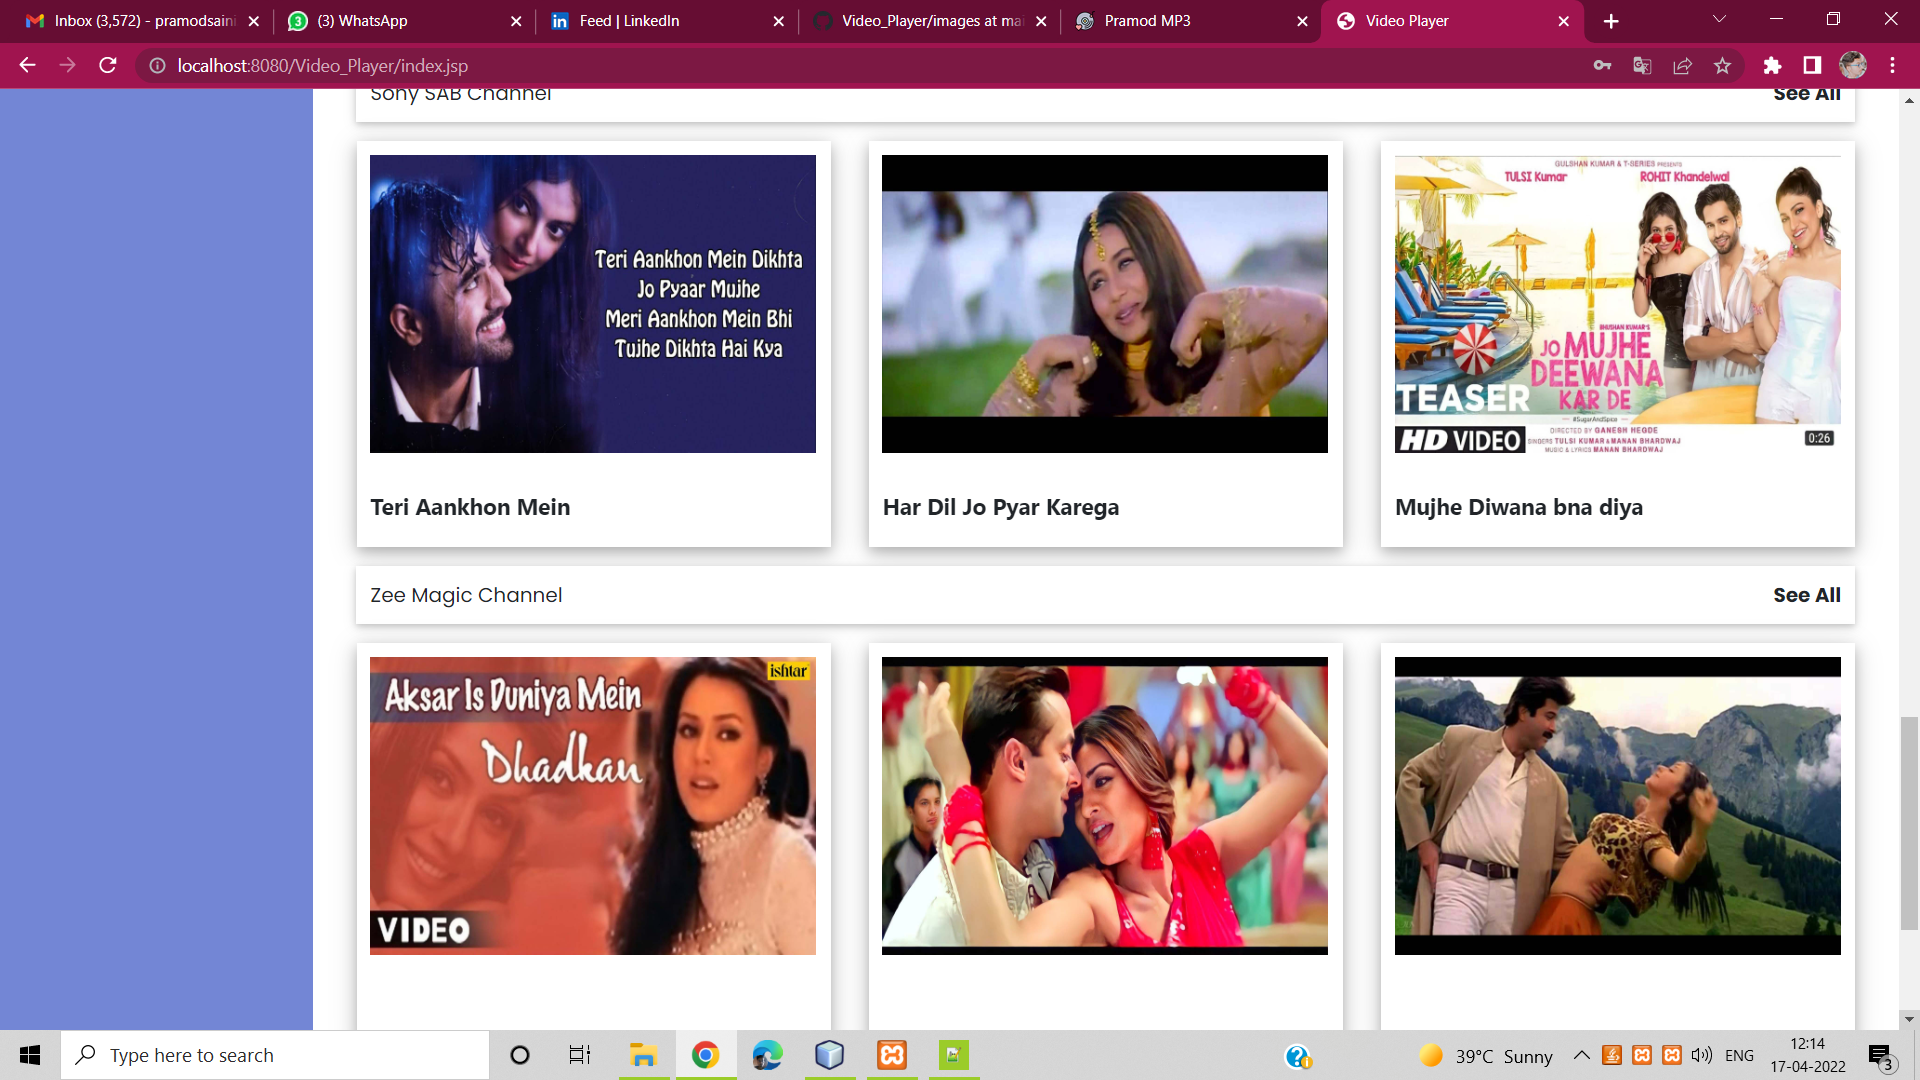 Inbox (3,572) - pramodsaini
(3) WhatsApp
Feed | LinkedIn
Video_Player/images at mai
Pramod MP3
Video Player
localhost:8080/Video_Player/index.jsp
Sony SAB Channel
See All
Teri Aankhon Mein Dikhta
Jo Pyaar Mujhe
Meri Aankhon Mein Bhi
Tujhe Dikhta Hai Kya
GULSHAN KUMAR & T-SERIES PRESENTS
TULSI Kumar
ROHIT Khandelwal
BHUSHAN KUMAR'S
JO MUJHE
DEEWANA
KAR DE
TEASER
#SugarAndSpice
DIRECTED BY GANESH HEGDE
HD VIDEO
SINGERS TULSI KUMAR & MANAN BHARDWAJ
MUSIC & LYRICS MANAN BHARDWAJ
0:26
Teri Aankhon Mein
Har Dil Jo Pyar Karega
Mujhe Diwana bna diya
Zee Magic Channel
See All
ishtar
Aksar Is Duniya Mein
Dhadkan
VIDEO
Type here to search
39°C Sunny
ENG
12:14
17-04-2022
3